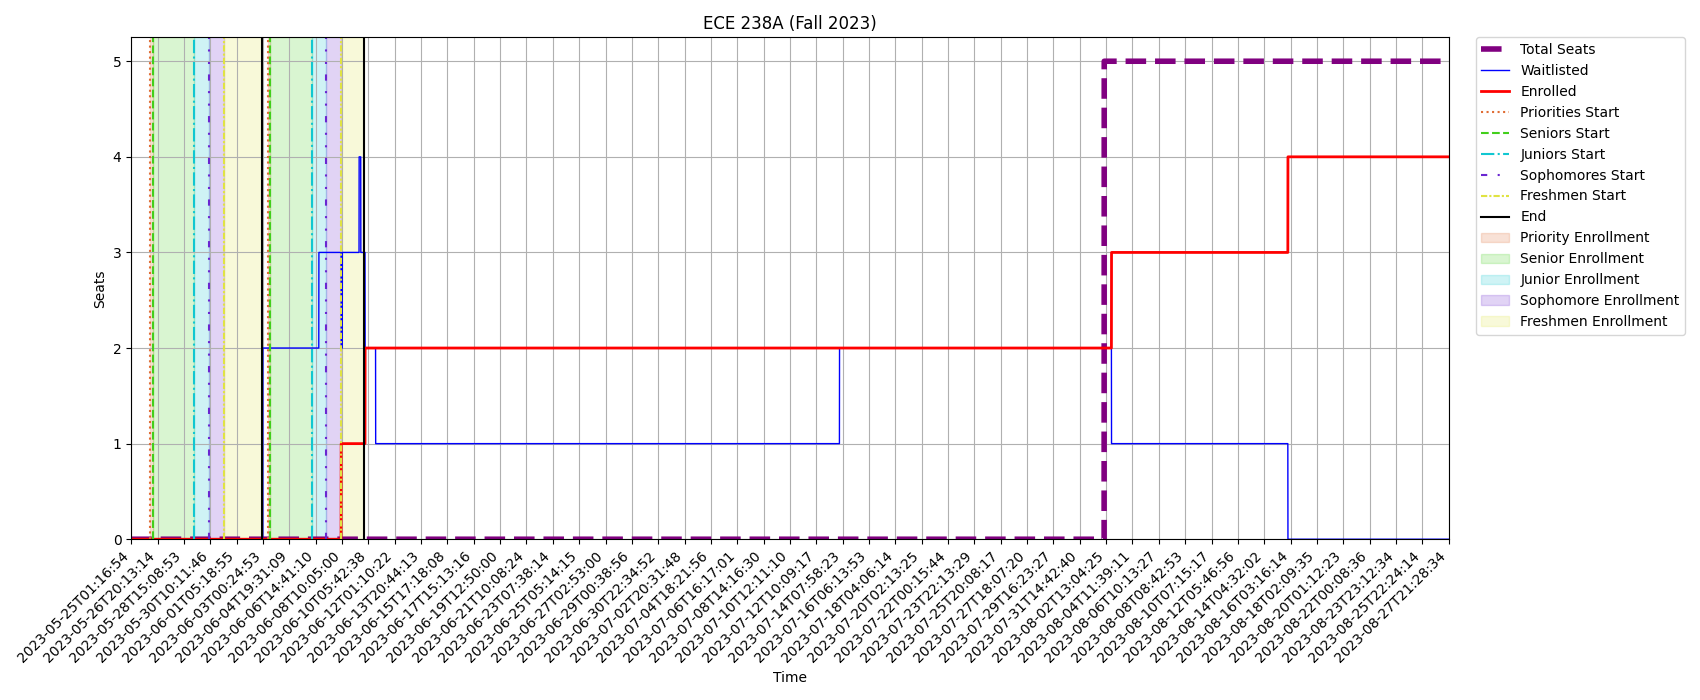 ECE 238A (Fall 2023)
Seats
5
4
3
2
1
0
2023-05-25T01:16:54
2023-05-26T20:13:14
2023-05-28T15:08:53
2023-05-30T10:11:46
2023-06-01T05:18:55
2023-06-03T00:24:53
2023-06-04T19:31:09
2023-06-06T14:41:10
2023-06-08T10:05:00
2023-06-10T05:42:38
2023-06-12T01:10:22
2023-06-13T20:44:13
2023-06-15T17:18:08
2023-06-17T15:13:16
2023-06-19T12:50:00
2023-06-21T10:08:24
2023-06-23T07:38:14
2023-06-25T05:14:15
2023-06-27T02:53:00
2023-06-29T00:38:56
2023-06-30T22:34:52
2023-07-02T20:31:48
2023-07-04T18:21:56
2023-07-06T16:17:01
2023-07-08T14:16:30
2023-07-10T12:11:10
2023-07-12T10:09:17
2023-07-14T07:58:23
2023-07-16T06:13:53
2023-07-18T04:06:14
2023-07-20T02:13:25
2023-07-22T00:15:44
2023-07-23T22:13:29
2023-07-25T20:08:17
2023-07-27T18:07:20
2023-07-29T16:23:27
2023-07-31T14:42:40
2023-08-02T13:04:25
2023-08-04T11:39:11
2023-08-06T10:13:27
2023-08-08T08:42:53
2023-08-10T07:15:17
2023-08-12T05:46:56
2023-08-14T04:32:02
2023-08-16T03:16:14
2023-08-18T02:09:35
2023-08-20T01:12:23
2023-08-22T00:08:36
2023-08-23T23:12:34
2023-08-25T22:24:14
2023-08-27T21:28:34
Time
Total Seats
Waitlisted
Enrolled
Priorities Start
Seniors Start
Juniors Start
Sophomores Start
Freshmen Start
End
Priority Enrollment
Senior Enrollment
Junior Enrollment
Sophomore Enrollment
Freshmen Enrollment